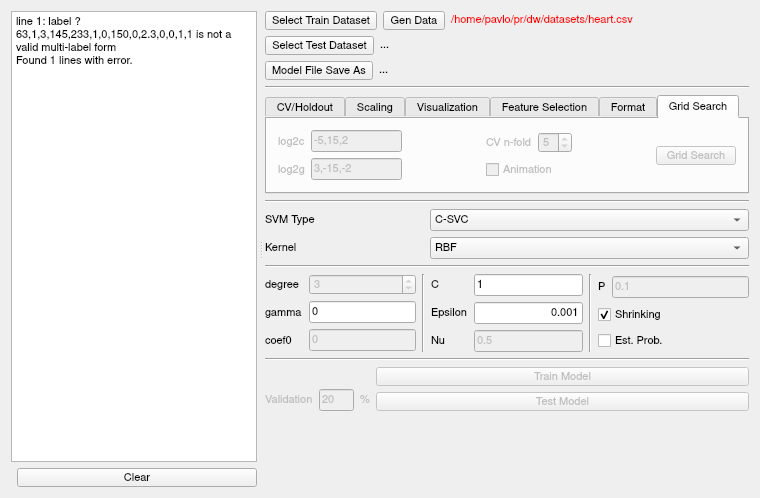 line 1: label ?
63,1,3,145,233,1,0,150,0,2.3,0,0,1,1 is not a
valid multi-label form
Found 1 lines with error.
Clear
Select Train Dataset Gen Data /home/pavlo/pr/dw/datasets/heart.csv
Select Test Dataset ...
Model File Save As ...
CV/Holdout Scaling Visualization Feature Selection Format Grid Search
log2c -5,15,2 CV n-fold 5
Grid Search
log2g 3,-15,-2 Animation
SVM Type C-SVC
Kernel RBF
degree 3 C 1 P 0.1
gamma 0 Epsilon 0.001 Shrinking
coef0 0 Nu 0.5 Est. Prob.
Train Model
Validation 20 % Test Model